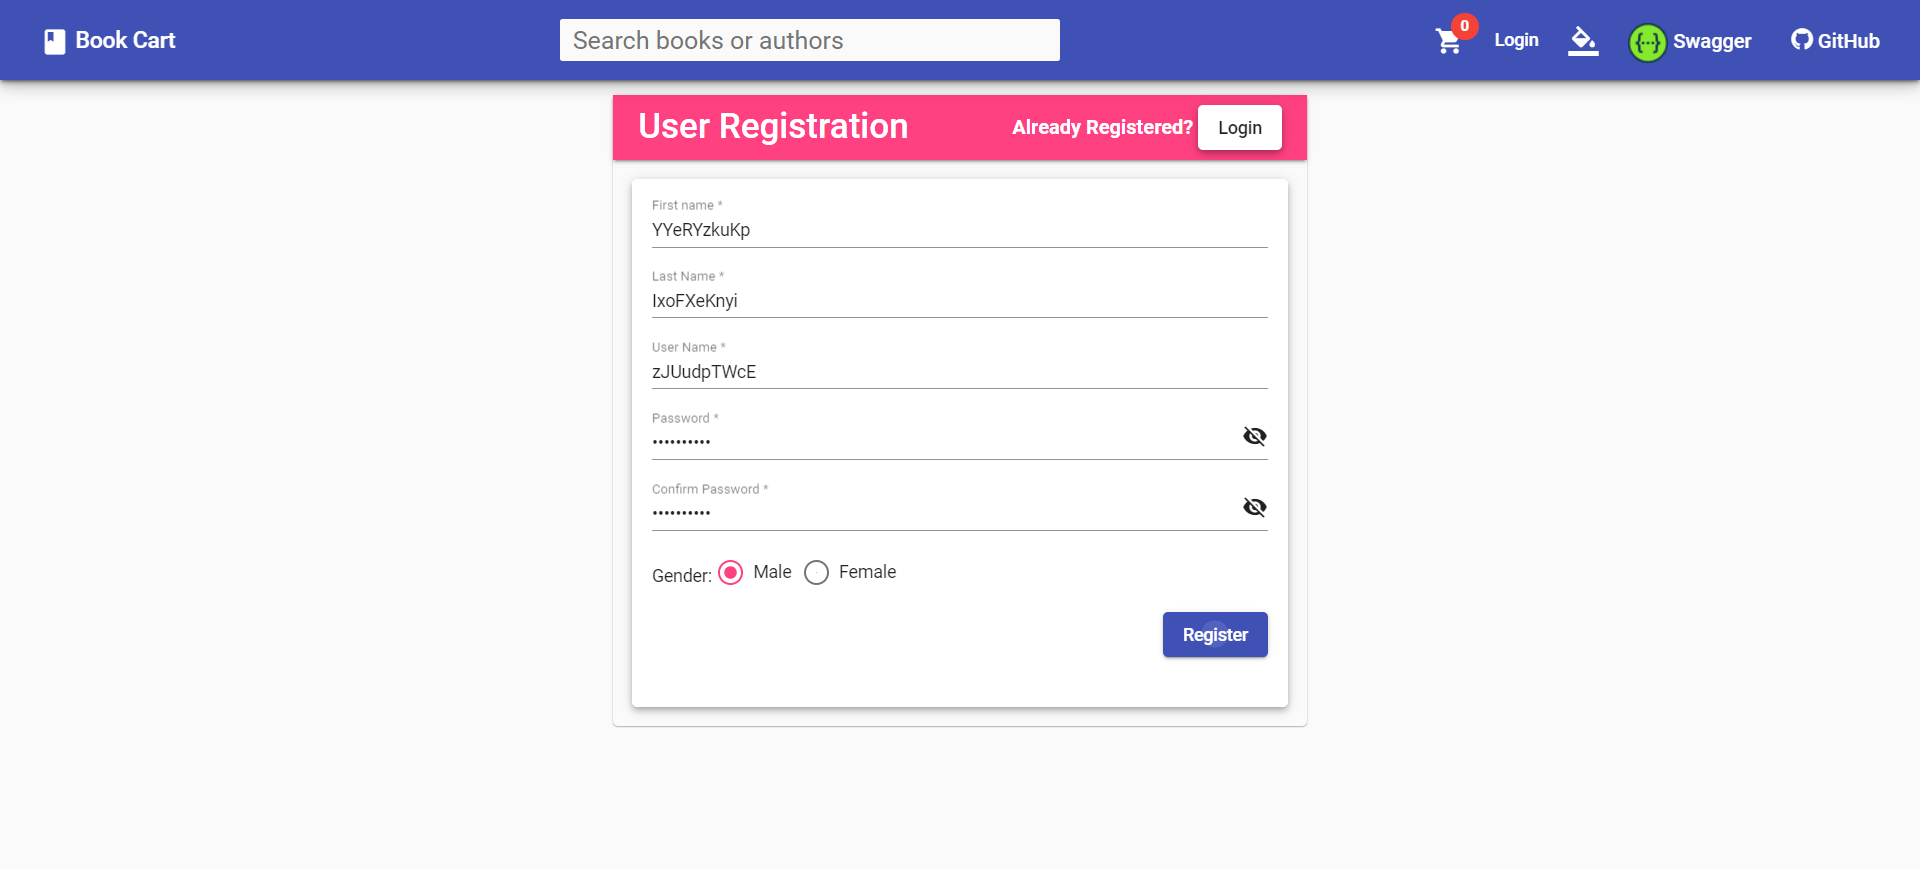 Book Cart
Search books or authors
0
Login
Swagger
GitHub
User Registration
Already Registered?
Login
First name *
YYeRYzkuKp
Last Name *
IxoFXeKnyi
User Name *
zJUudpTWcE
Password *
••••••••••
Confirm Password *
••••••••••
Gender:
Male
Female
Register